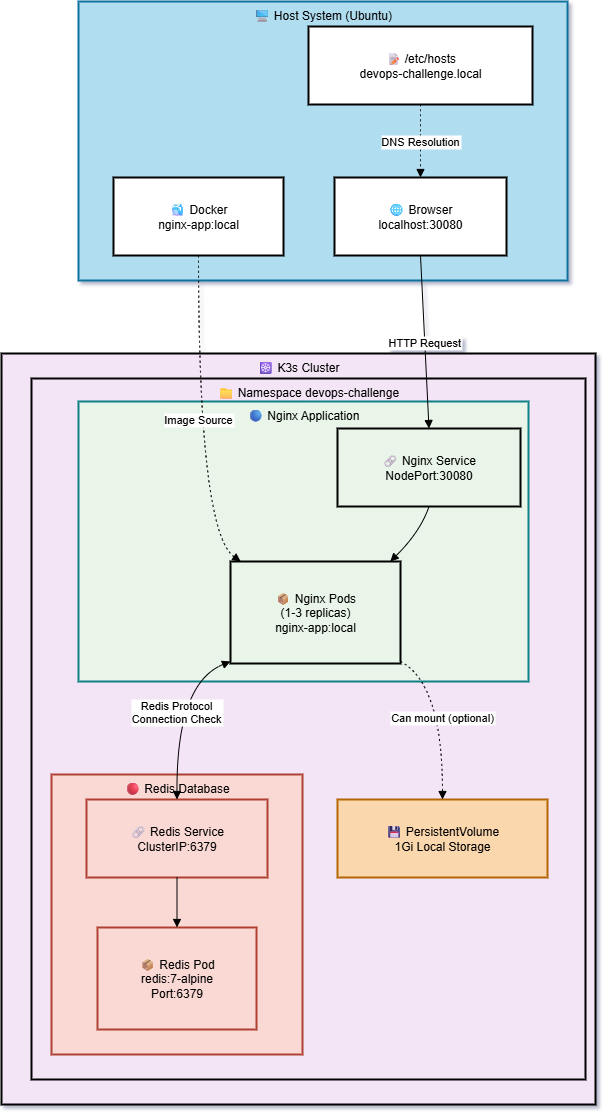 Host System (Ubuntu)
/etc/hosts
devops-challenge.local
DNS Resolution
Docker
nginx-app:local
Browser
localhost:30080
HTTP Request
K3s Cluster
Namespace devops-challenge
Nginx Application
Image Source
Nginx Service
NodePort:30080
Nginx Pods
(1-3 replicas)
nginx-app:local
Redis Protocol
Connection Check
Can mount (optional)
Redis Database
Redis Service
ClusterIP:6379
PersistentVolume
1Gi Local Storage
Redis Pod
redis:7-alpine
Port:6379